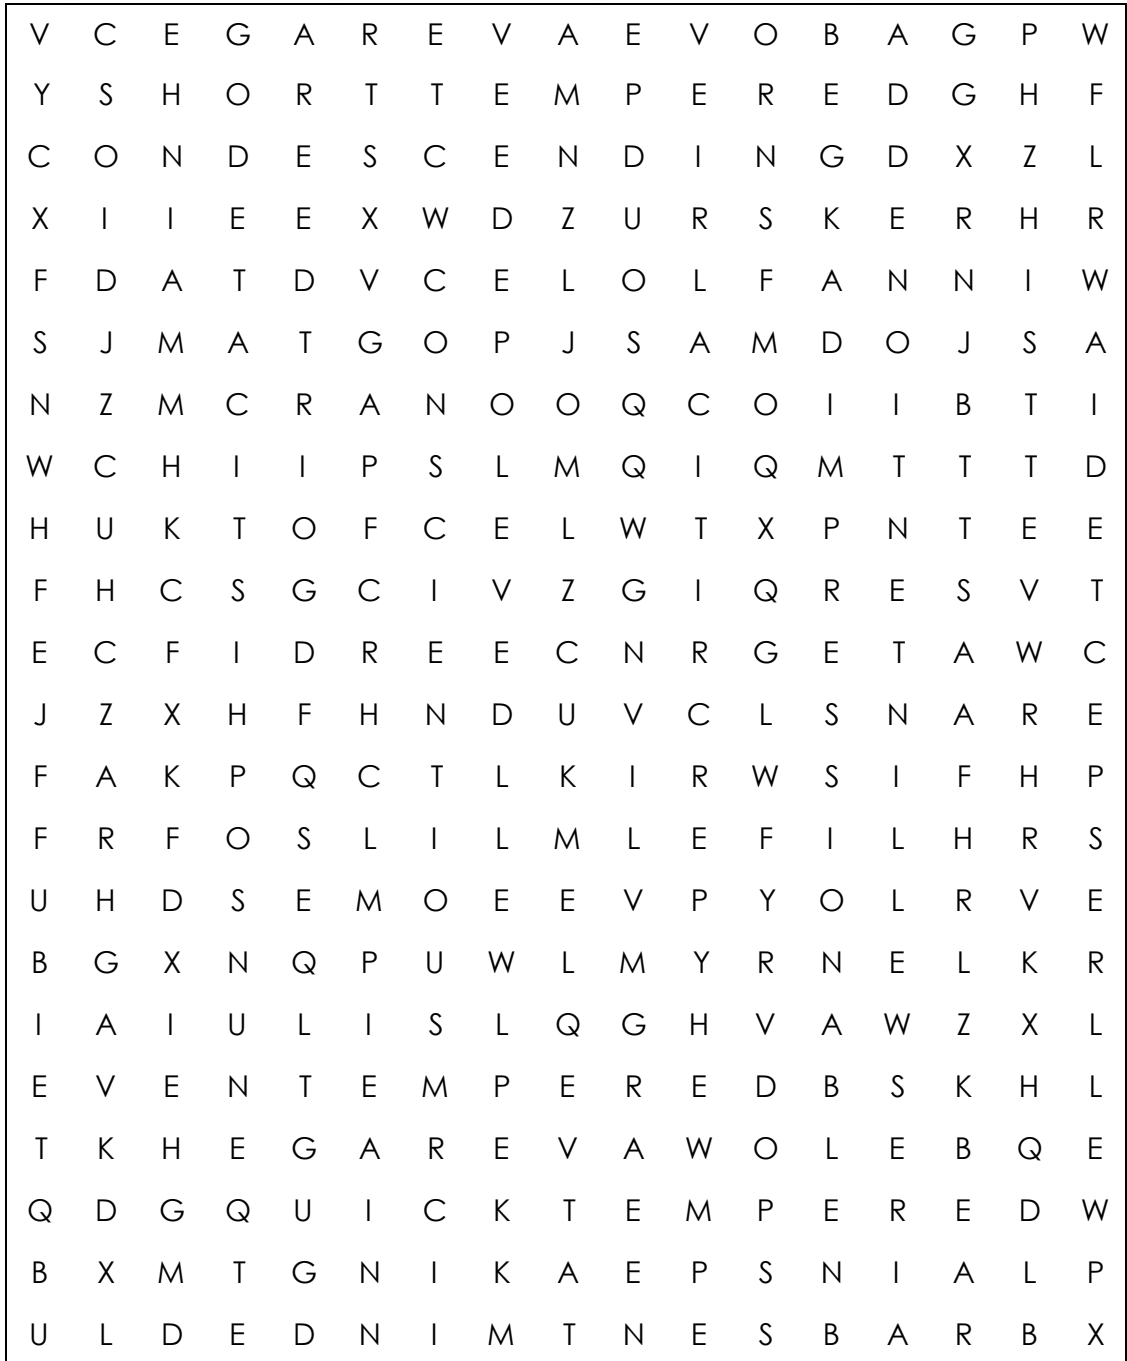 V C E G A R E V A E V O B A G P W
Y S H O R T T E M P E R E D G H F
C O N D E S C E N D I N G D X Z L
X I I E E X W D Z U R S K E R H R
F D A T D V C E L O L F A N N I W
S J M A T G O P J S A M D O J S A
N Z M C R A N O O Q C O I I B T I
W C H I I P S L M Q I Q M T T T D
H U K T O F C E L W T X P N T E E
F H C S G C I V Z G I Q R E S V T
E C F I D R E E C N R G E T A W C
J Z X H F H N D U V C L S N A R E
F A K P Q C T L K I R W S I F H P
F R F O S L I L M L E F I L H R S
U H D S E M O E E V P Y O L R V E
B G X N Q P U W L M Y R N E L K R
I A I U L I S L Q G H V A W Z X L
E V E N T E M P E R E D B S K H L
T K H E G A R E V A W O L E B Q E
Q D G Q U I C K T E M P E R E D W
B X M T G N I K A E P S N I A L P
U L D E D N I M T N E S B A R B X